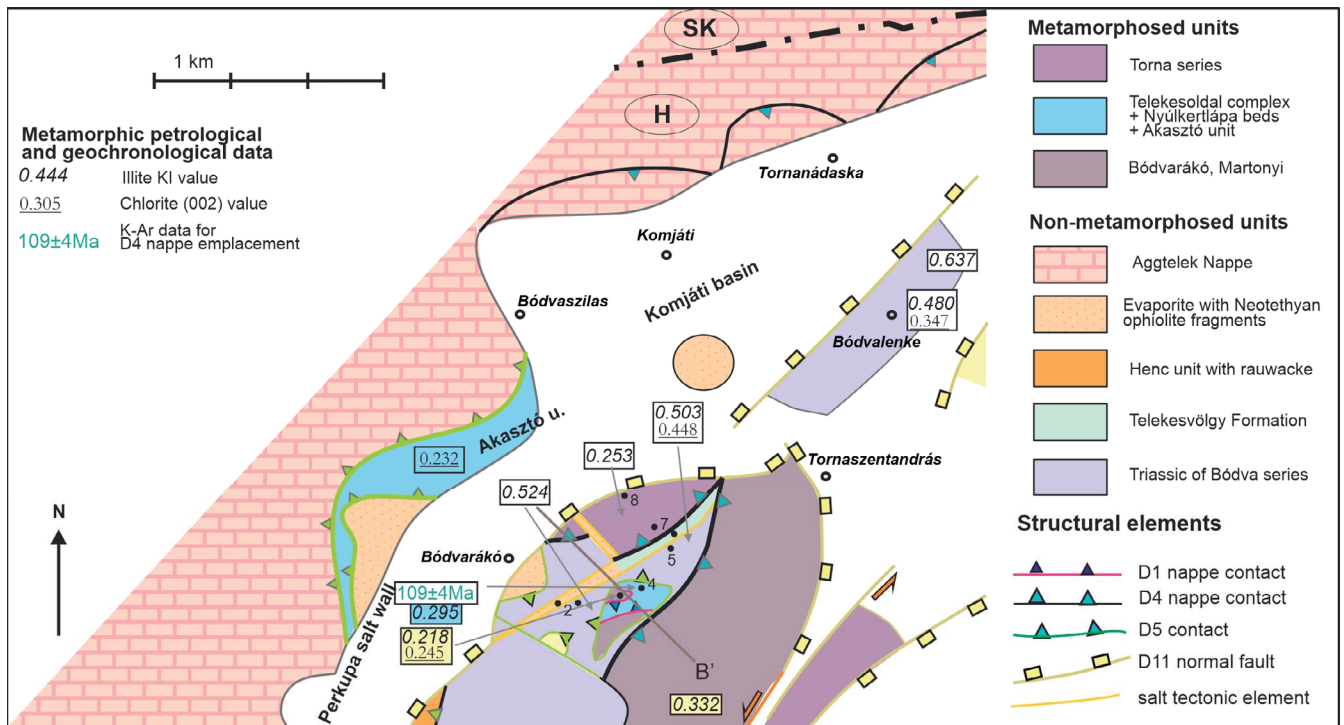 1 km
Metamorphic petrological
and geochronological data
0.444 Illite KI value
0.305 Chlorite (002) value
109±4Ma K-Ar data for
D4 nappe emplacement
N
SK
H
Tornanádaska
Komjáti
Komjáti basin
Bódvaszilas
0.637
0.480
0.347
Bódvalenke
Akasztó u.
0.232
0.503
0.448
0.253
0.524
Tornaszentandrás
8
7
5
4
2
Bódvarákó
109±4Ma
0.295
0.218
0.245
B'
0.332
Perkupa salt wall
Metamorphosed units
Torna series
Telekesoldal complex
+ Nyúlkertlápa beds
+ Akasztó unit
Bódvarákó, Martonyi
Non-metamorphosed units
Aggtelek Nappe
Evaporite with Neotethyan
ophiolite fragments
Henc unit with rauwacke
Telekesvölgy Formation
Triassic of Bódva series
Structural elements
D1 nappe contact
D4 nappe contact
D5 contact
D11 normal fault
salt tectonic element